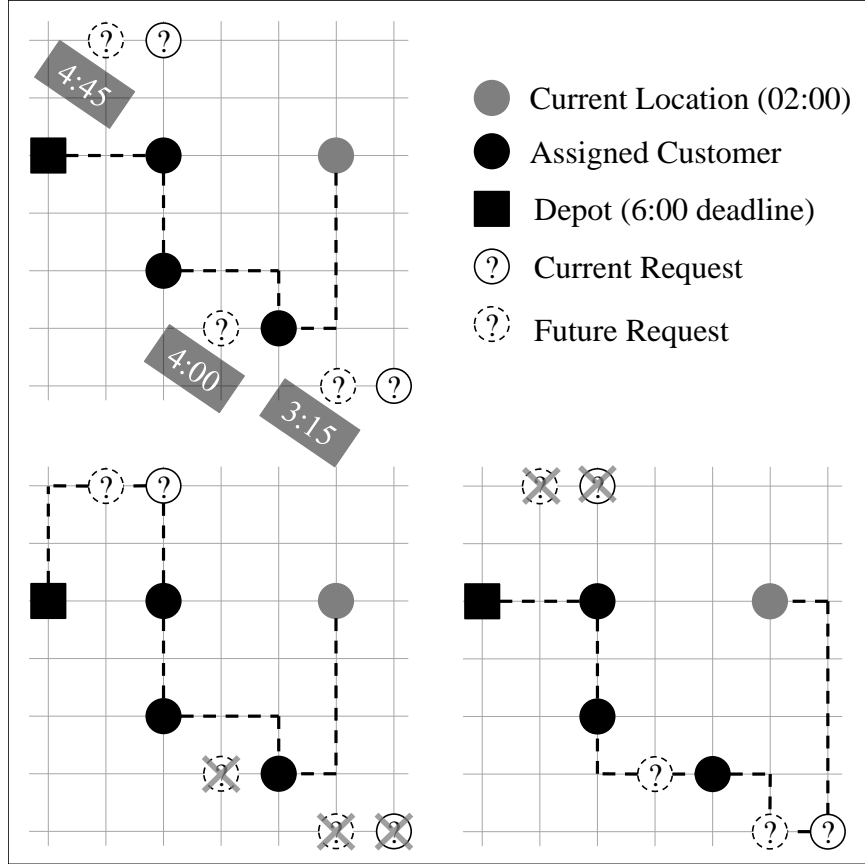 ? ?
4:45
Current Location (02:00)
Assigned Customer
Depot (6:00 deadline)
? Current Request
? Future Request
?
4:00
? ?
3:15
? ?
? ?
?
?
? ?
? ?